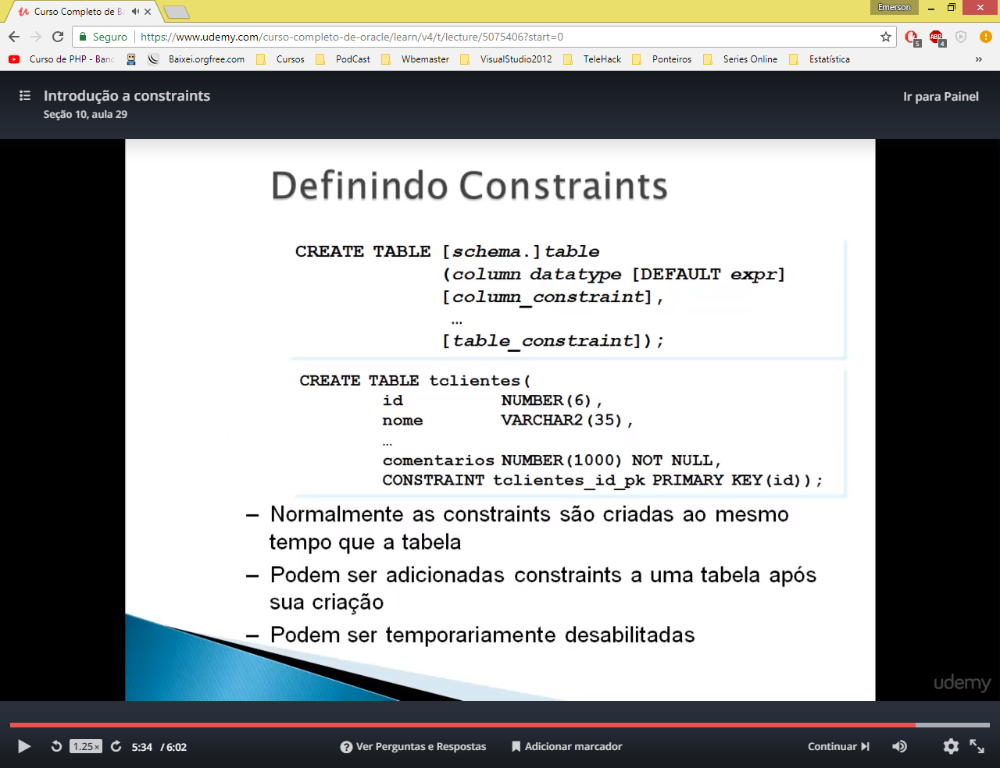 Curso Completo de B
Emerson
Seguro
https://www.udemy.com/curso-completo-de-oracle/learn/v4/t/lecture/5075406?start=0
ABP
5
4
Curso de PHP - Banc
Baixei.orgfree.com
Cursos
PodCast
Wbemaster
VisualStudio2012
TeleHack
Ponteiros
Series Online
Estatística
»
Introdução a constraints
Ir para Painel
Seção 10, aula 29
Definindo Constraints
CREATE TABLE [schema.]table
(column datatype [DEFAULT expr]
[column_constraint],
…
[table_constraint]);
CREATE TABLE tclientes(
id NUMBER(6),
nome VARCHAR2(35),
…
comentarios NUMBER(1000) NOT NULL,
CONSTRAINT tclientes_id_pk PRIMARY KEY(id));
– Normalmente as constraints são criadas ao mesmo
tempo que a tabela
– Podem ser adicionadas constraints a uma tabela após
sua criação
– Podem ser temporariamente desabilitadas
udemy
1.25×
5:34 / 6:02
Ver Perguntas e Respostas
Adicionar marcador
Continuar